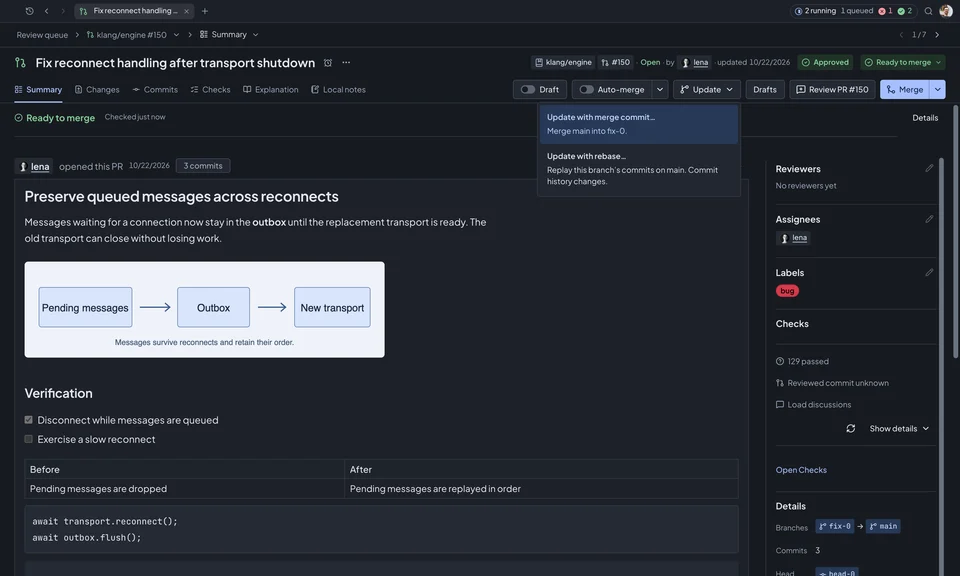 Fix reconnect handling ...
2 running 1 queued 1 2
Review queue klang/engine #150 Summary
1 / 7
Fix reconnect handling after transport shutdown
klang/engine #150 Open · by lena · updated 10/22/2026 Approved Ready to merge
Summary Changes Commits Checks Explanation Local notes
Draft Auto-merge Update Drafts Review PR #150 Merge
Ready to merge Checked just now
Details
Update with merge commit...
Merge main into fix-0.
Update with rebase...
Replay this branch's commits on main. Commit
history changes.
lena opened this PR 10/22/2026 3 commits
Preserve queued messages across reconnects
Messages waiting for a connection now stay in the outbox until the replacement transport is ready. The
old transport can close without losing work.
Pending messages Outbox New transport
Messages survive reconnects and retain their order.
Verification
Disconnect while messages are queued
Exercise a slow reconnect
Before After
Pending messages are dropped Pending messages are replayed in order
await transport.reconnect();
await outbox.flush();
Reviewers
No reviewers yet
Assignees
lena
Labels
bug
Checks
129 passed
Reviewed commit unknown
Load discussions
Show details
Open Checks
Details
Branches fix-0 → main
Commits 3
Head head-0